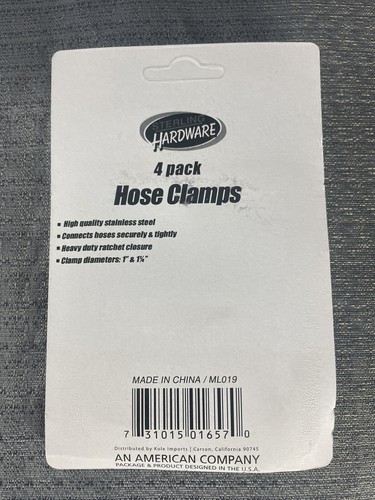 STERLING
HARDWARE
4 pack
Hose Clamps
▪ High quality stainless steel
▪ Connects hoses securely & tightly
▪ Heavy duty ratchet closure
▪ Clamp diameters: 1" & 1¼"
MADE IN CHINA / ML019
7 31015 01657 0
Distributed by Kole Imports | Carson, California 90745
AN AMERICAN COMPANY
PACKAGE & PRODUCT DESIGNED IN THE U.S.A.